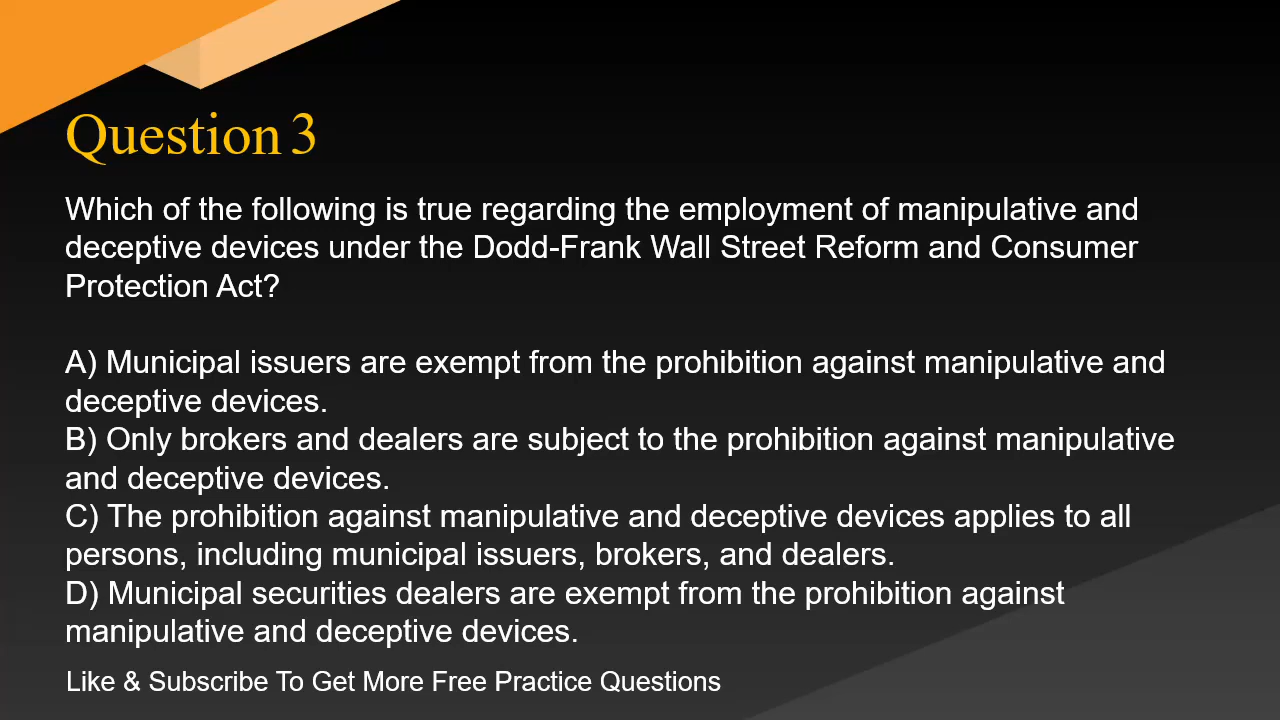 Question 3
Which of the following is true regarding the employment of manipulative and
deceptive devices under the Dodd-Frank Wall Street Reform and Consumer
Protection Act?
A) Municipal issuers are exempt from the prohibition against manipulative and
deceptive devices.
B) Only brokers and dealers are subject to the prohibition against manipulative
and deceptive devices.
C) The prohibition against manipulative and deceptive devices applies to all
persons, including municipal issuers, brokers, and dealers.
D) Municipal securities dealers are exempt from the prohibition against
manipulative and deceptive devices.
Like & Subscribe To Get More Free Practice Questions